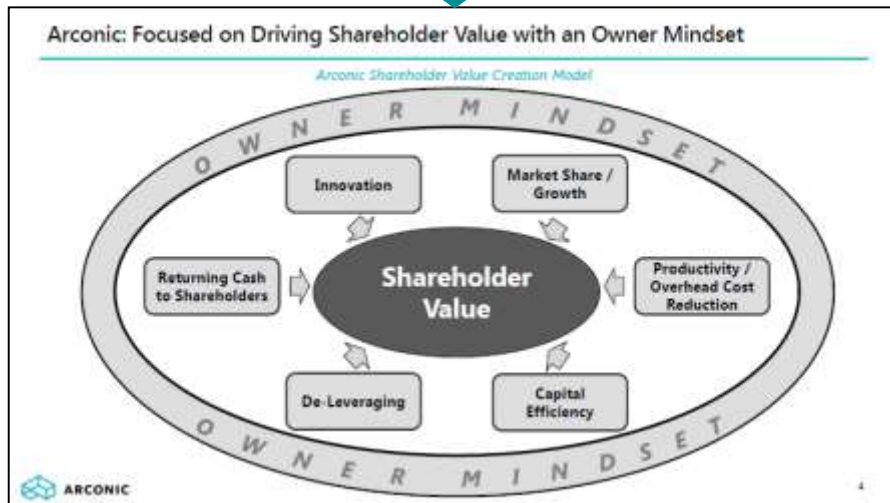 Arconic: Focused on Driving Shareholder Value with an Owner Mindset
Arconic Shareholder Value Creation Model
OWNER MINDSET
Innovation
Market Share /
Growth
Returning Cash
to Shareholders
Shareholder
Value
Productivity /
Overhead Cost
Reduction
De-Leveraging
Capital
Efficiency
OWNER MINDSET
ARCONIC
4